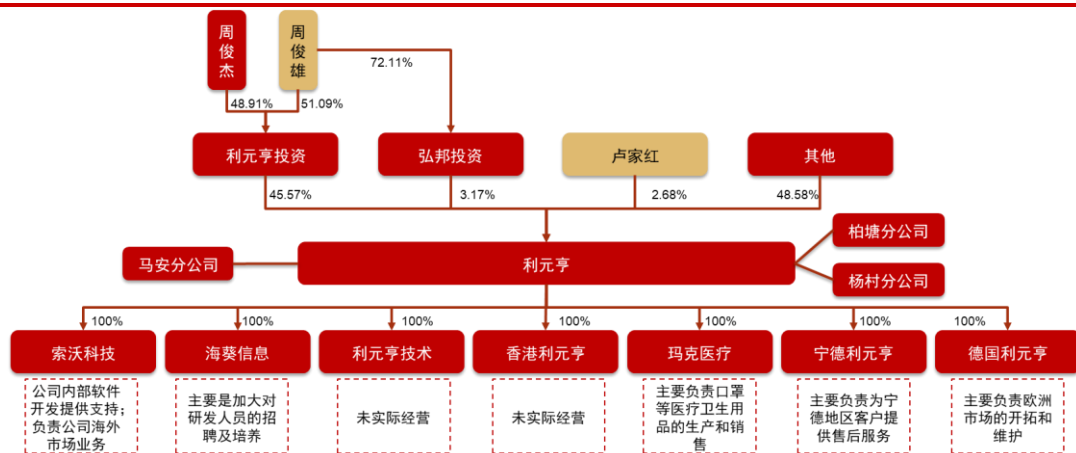 周俊杰
周俊雄
72.11%
48.91%
51.09%
利元亨投资
弘邦投资
卢家红
其他
45.57%
3.17%
2.68%
48.58%
柏塘分公司
马安分公司
利元亨
杨村分公司
100%
100%
100%
100%
100%
100%
100%
索沃科技
海葵信息
利元亨技术
香港利元亨
玛克医疗
宁德利元亨
德国利元亨
公司内部软件
开发提供支持；
负责公司海外
市场业务
主要是加大对
研发人员的招
聘及培养
未实际经营
未实际经营
主要负责口罩
等医疗卫生用
品的生产和销
售
主要负责为宁
德地区客户提
供售后服务
主要负责欧洲
市场的开拓和
维护